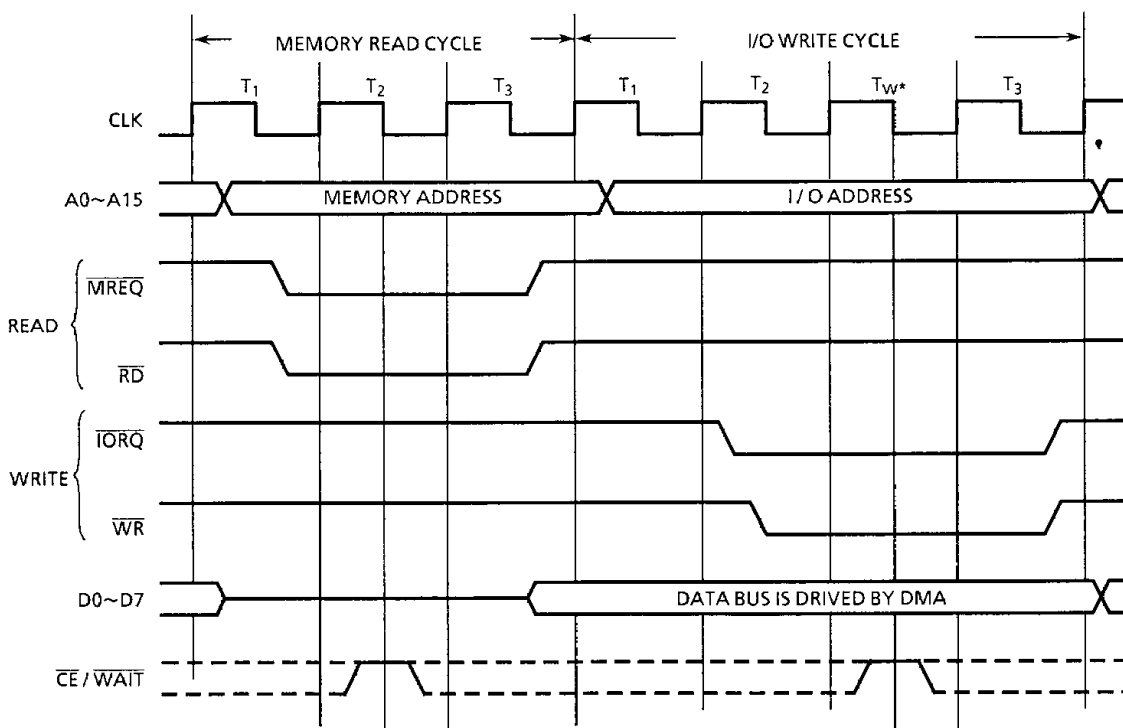 MEMORY READ CYCLE I/O WRITE CYCLE
T1 T2 T3 T1 T2 TW* T3
CLK
A0~A15 MEMORY ADDRESS I/O ADDRESS
MREQ
READ
RD
IORQ
WRITE
WR
D0~D7 DATA BUS IS DRIVED BY DMA
CE / WAIT